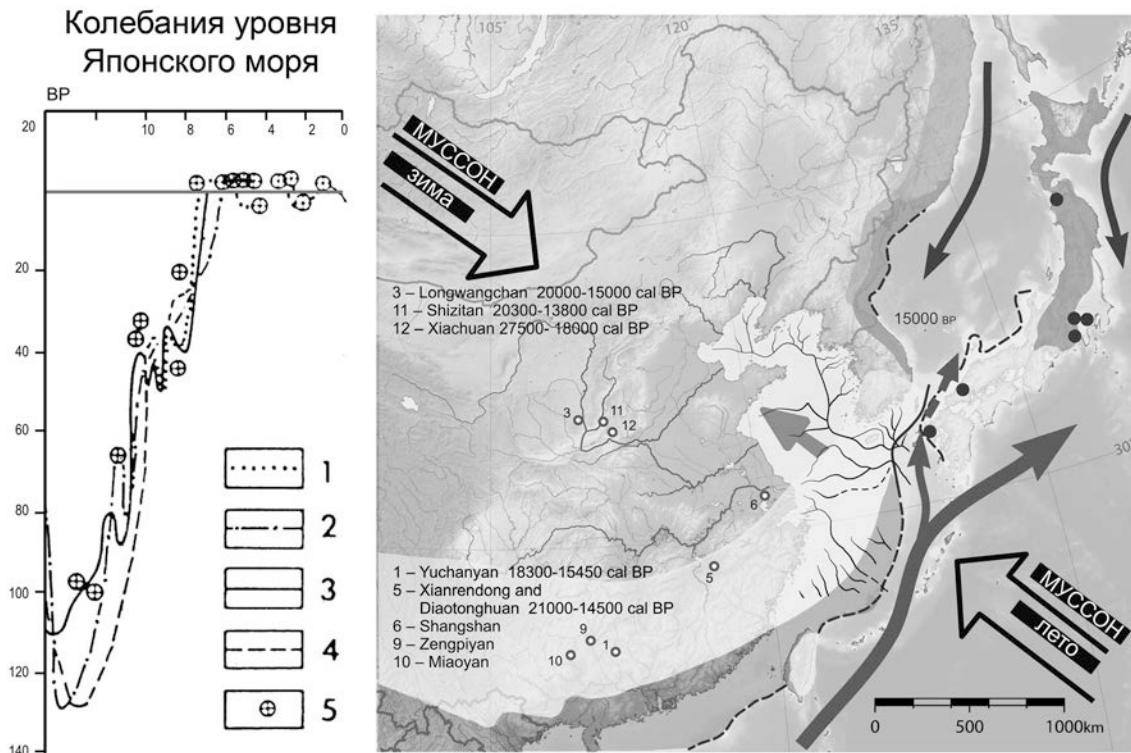 Колебания уровня
Японского моря
BP
20
10 8 6 4 2 0
20
40
60
80
100
120
140
1
2
3
4
5
105
120
135
50
30
МУССОН
зима
3 – Longwangchan 20000-15000 cal BP
11 – Shizitan 20300-13800 cal BP
12 – Xiachuan 27500- 18000 cal BP
15000 BP
3
11
12
6
5
9
1
10
1 – Yuchanyan 18300-15450 cal BP
5 – Xianrendong and
Diaotonghuan 21000-14500 cal BP
6 – Shangshan
9 – Zengpiyan
10 – Miaoyan
МУССОН
лето
0 500 1000km